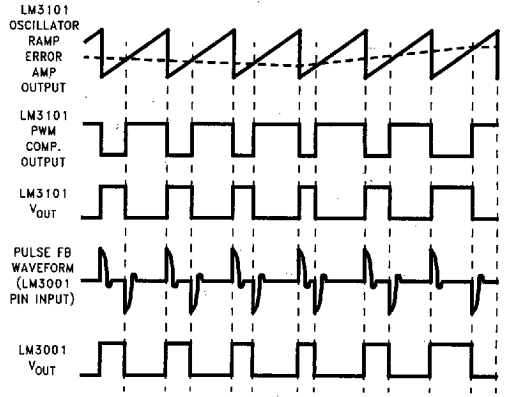 LM3101
OSCILLATOR
RAMP
ERROR
AMP
OUTPUT
LM3101
PWM
COMP.
OUTPUT
LM3101
VOUT
PULSE FB
WAVEFORM
(LM3001
PIN INPUT)
LM3001
VOUT